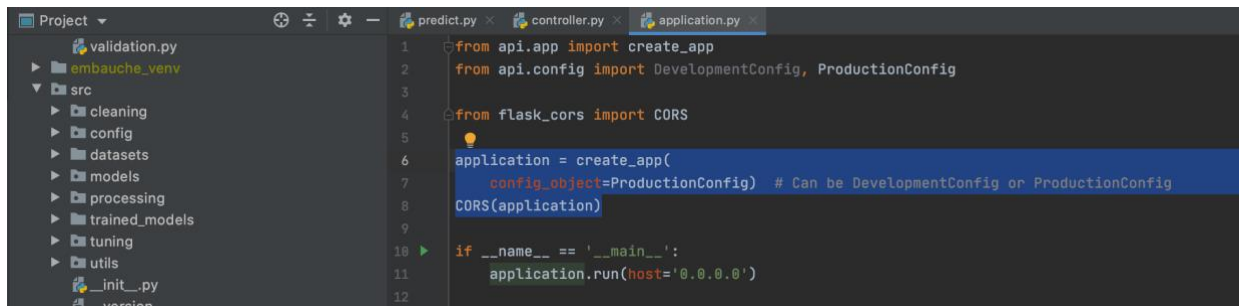 Project
validation.py
embauche_venv
src
cleaning
config
datasets
models
processing
trained_models
tuning
utils
__init__.py
predict.py
controller.py
application.py
1 from api.app import create_app
2 from api.config import DevelopmentConfig, ProductionConfig
3
4 from flask_cors import CORS
5
6 application = create_app(
7 config_object=ProductionConfig) # Can be DevelopmentConfig or ProductionConfig
8 CORS(application)
9
10 if __name__ == '__main__':
11 application.run(host='0.0.0.0')
12